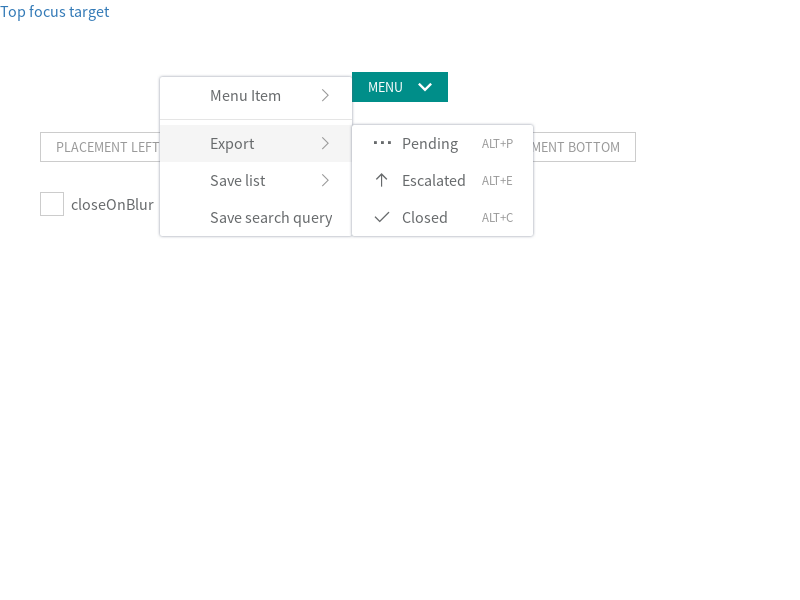 Top focus target
MENU
Menu Item
Export
Save list
Save search query
Pending ALT+P
Escalated ALT+E
Closed ALT+C
PLACEMENT LEFT
BOTTOM
closeOnBlur